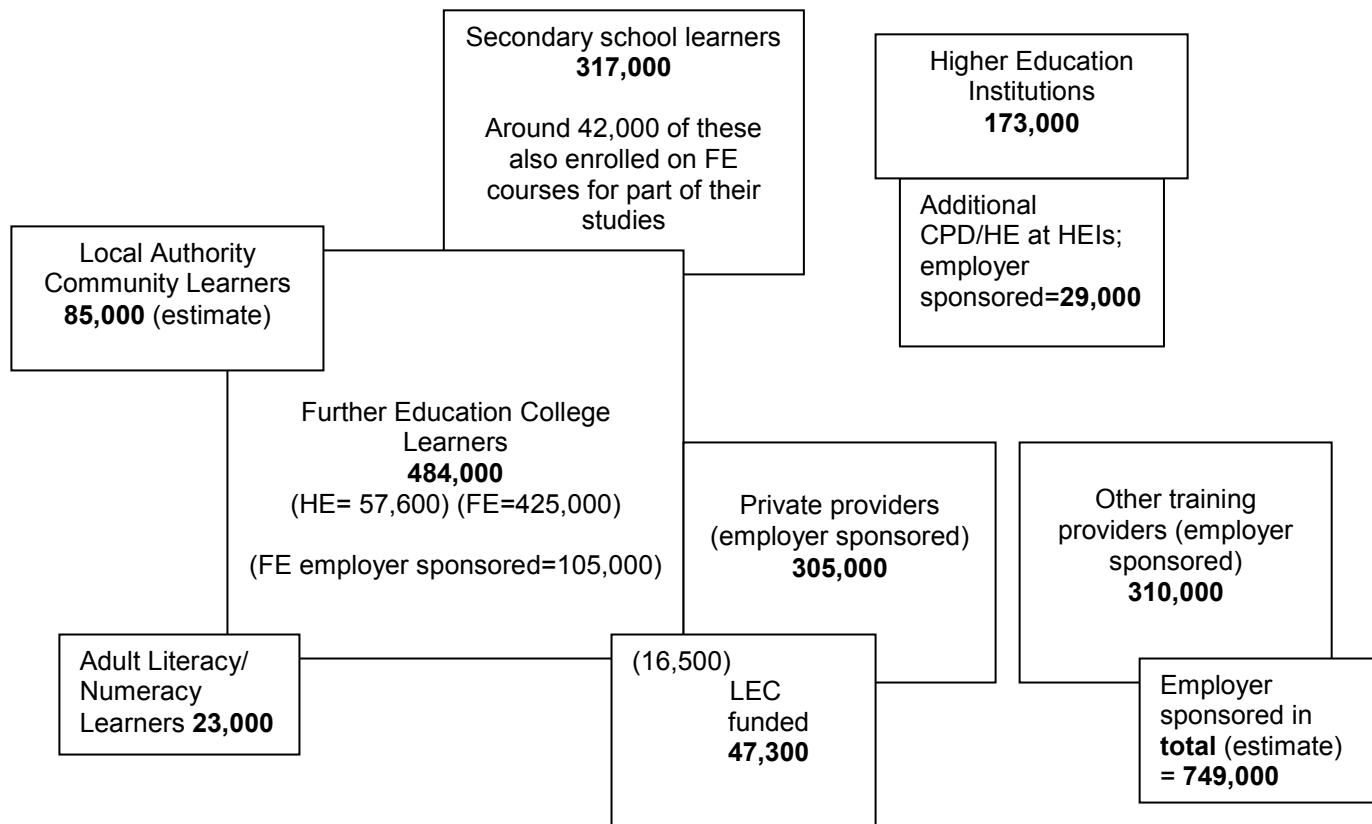 Secondary school learners
317,000
Around 42,000 of these
also enrolled on FE
courses for part of their
studies
Higher Education
Institutions
173,000
Additional
CPD/HE at HEIs;
employer
sponsored=29,000
Local Authority
Community Learners
85,000 (estimate)
Further Education College
Learners
484,000
(HE= 57,600) (FE=425,000)
(FE employer sponsored=105,000)
Private providers
(employer sponsored)
305,000
Other training
providers (employer
sponsored)
310,000
Adult Literacy/
Numeracy
Learners 23,000
(16,500)
LEC
funded
47,300
Employer
sponsored in
total (estimate)
= 749,000